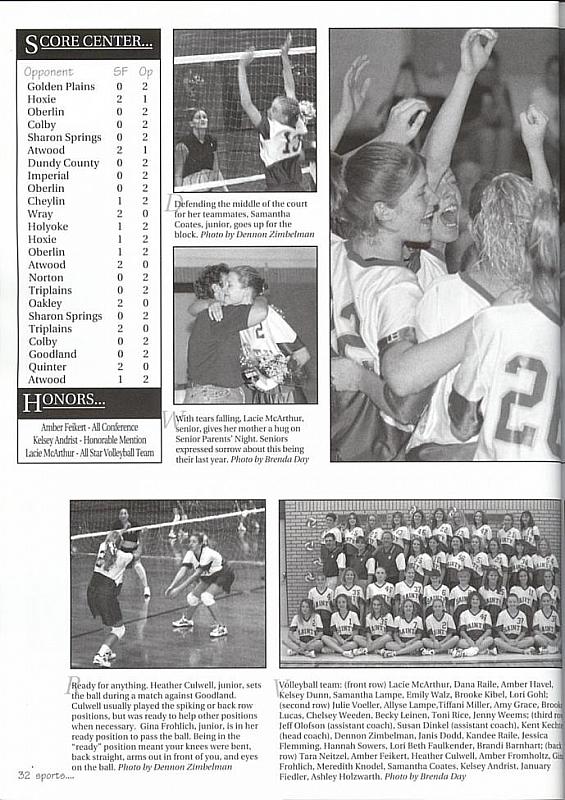 SCORE CENTER...
Opponent SF Op
Golden Plains 0 2
Hoxie 2 1
Oberlin 0 2
Colby 0 2
Sharon Springs 0 2
Atwood 2 1
Dundy County 0 2
Imperial 0 2
Oberlin 0 2
Cheylin 1 2
Wray 2 0
Holyoke 1 2
Hoxie 1 2
Oberlin 1 2
Atwood 2 0
Norton 0 2
Triplains 0 2
Oakley 2 0
Sharon Springs 0 2
Triplains 2 0
Colby 0 2
Goodland 0 2
Quinter 2 0
Atwood 1 2
HONORS...
Amber Feikert - All Conference
Kelsey Andrist - Honorable Mention
Lacie McArthur - All Star Volleyball Team
Defending the middle of the court
for her teammates, Samantha
Coates, junior, goes up for the
block. Photo by Dennon Zimbelman
With tears falling, Lacie McArthur,
senior, gives her mother a hug on
Senior Parents' Night. Seniors
expressed sorrow about this being
their last year. Photo by Brenda Day
Ready for anything. Heather Culwell, junior, sets
the ball during a match against Goodland.
Culwell usually played the spiking or back row
positions, but was ready to help other positions
when necessary. Gina Frohlich, junior, is in her
ready position to pass the ball. Being in the
"ready" position meant your knees were bent,
back straight, arms out in front of you, and eyes
on the ball. Photo by Dennon Zimbelman
Volleyball team: (front row) Lacie McArthur, Dana Raile, Amber Havel,
Kelsey Dunn, Samantha Lampe, Emily Walz, Brooke Kibel, Lori Gohl;
(second row) Julie Voeller, Allyse Lampe,Tiffani Miller, Amy Grace,
Lucas, Chelsey Weeden, Becky Leinen, Toni Rice, Jenny Weems; (third
Jeff Olofson (assistant coach), Susan Dinkel (assistant coach), Kent
(head coach), Dennon Zimbelman, Janis Dodd, Kandee Raile, Jessica
Flemming, Hannah Sowers, Lori Beth Faulkender, Brandi Barnhart;
row) Tara Neitzel, Amber Feikert, Heather Culwell, Amber Fromholtz,
Frohlich, Meredith Knodel, Samantha Coates, Kelsey Andrist, January
Fiedler, Ashley Holzwarth. Photo by Brenda Day
32 sports....